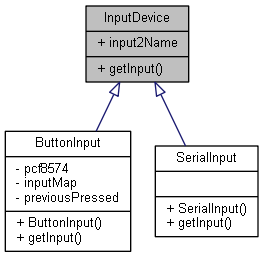 InputDevice
+ input2Name
+ getInput()
ButtonInput
- pcf8574
- inputMap
- previousPressed
+ ButtonInput()
+ getInput()
SerialInput
+ SerialInput()
+ getInput()